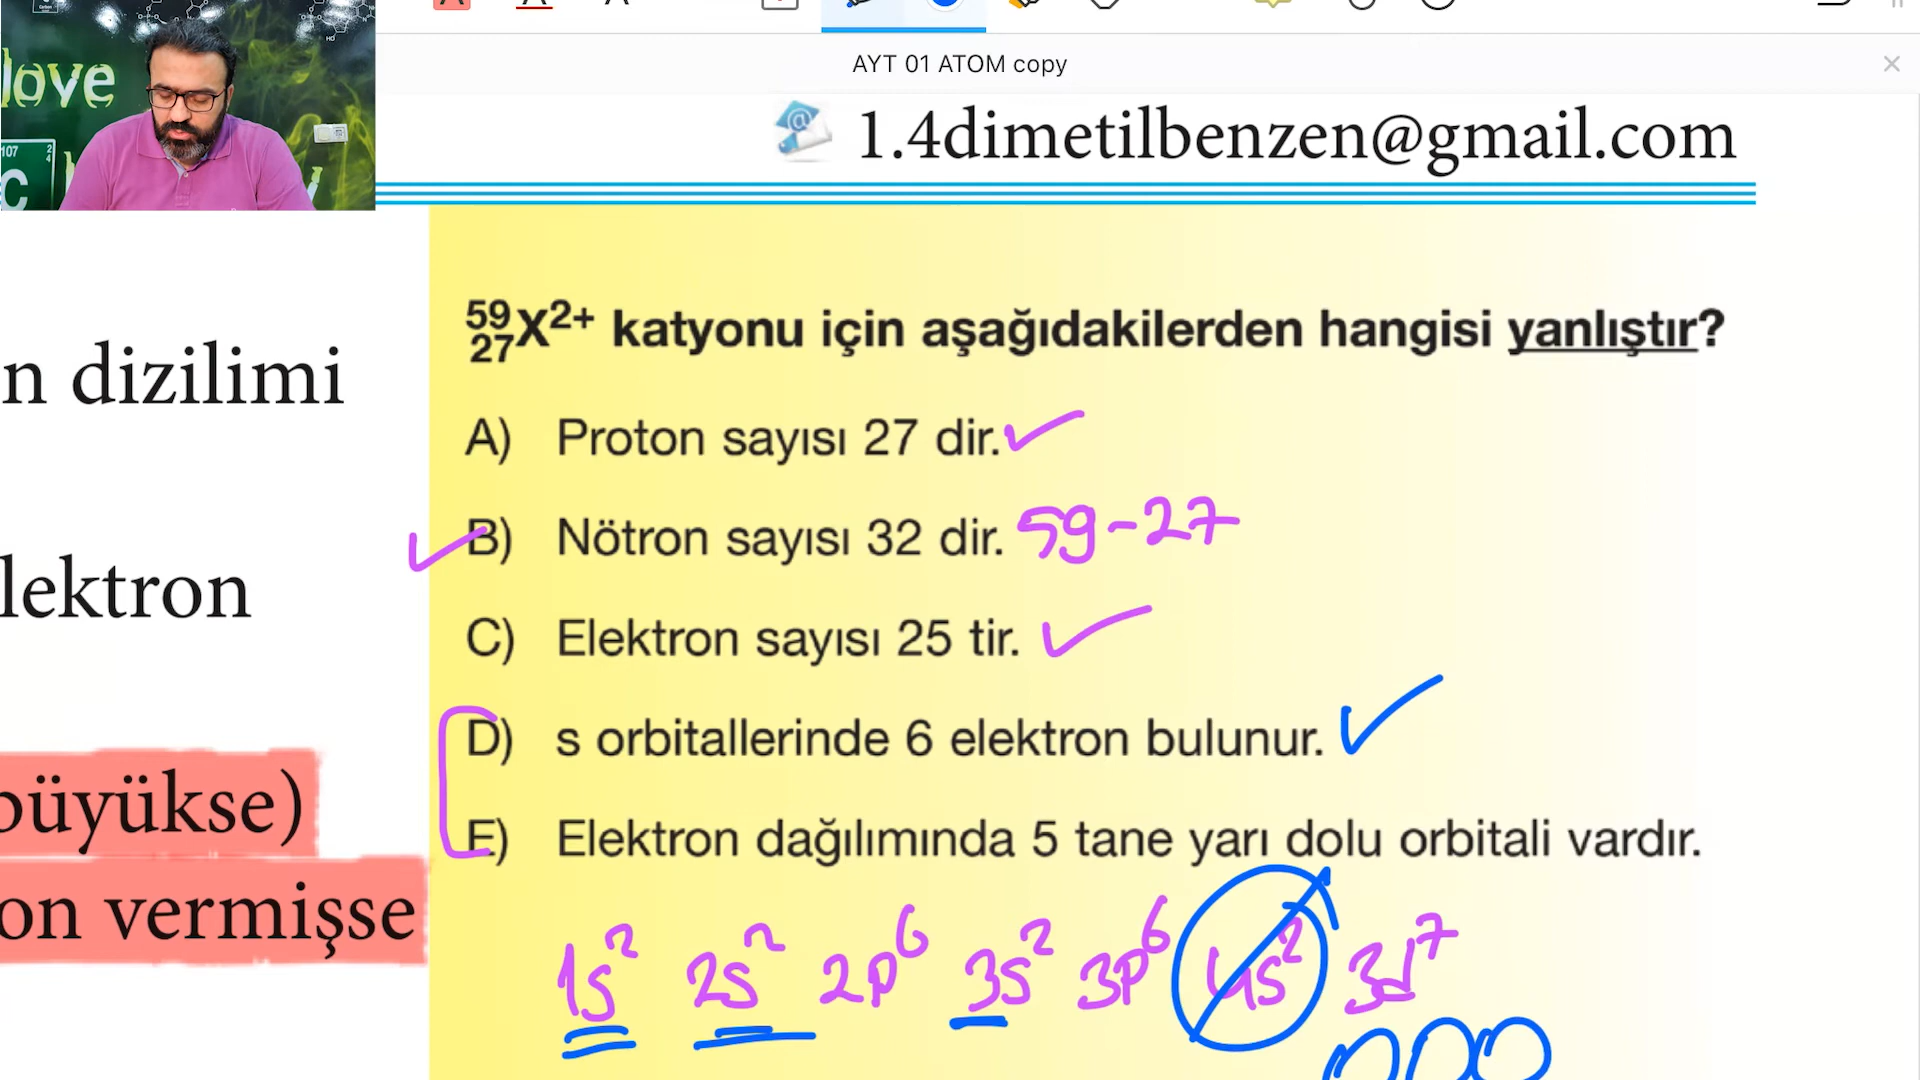 love
107
C
AYT 01 ATOM copy
1.4dimetilbenzen@gmail.com
n dizilimi
lektron
büyükse)
on vermişse
⁵⁹₂₇X²⁺ katyonu için aşağıdakilerden hangisi yanlıştır?
A) Proton sayısı 27 dir.
B) Nötron sayısı 32 dir. 59-27
C) Elektron sayısı 25 tir.
D) s orbitallerinde 6 elektron bulunur.
E) Elektron dağılımında 5 tane yarı dolu orbitali vardır.
1s² 2s² 2p⁶ 3s² 3p⁶ 4s² 3d⁷